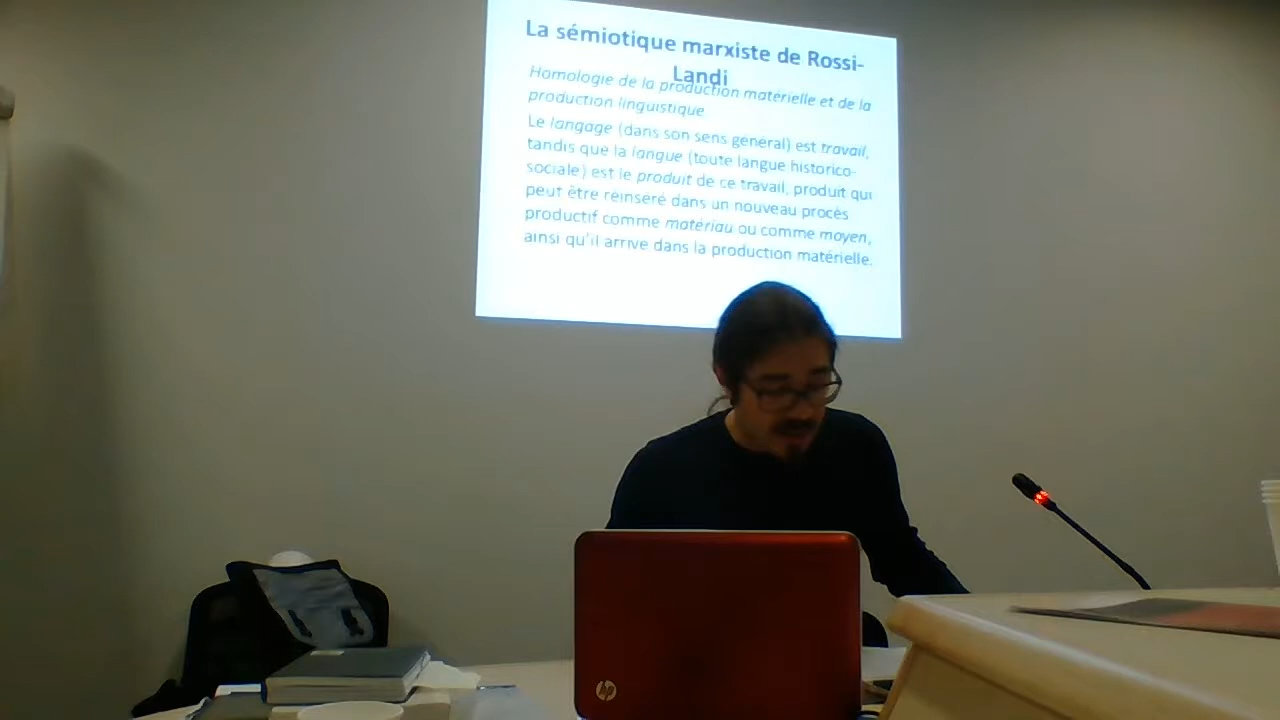 La sémiotique marxiste de Rossi-
Landi
Homologie de la production matérielle et de la
production linguistique
Le langage (dans son sens général) est travail,
tandis que la langue (toute langue historico-
sociale) est le produit de ce travail, produit qui
peut être réinséré dans un nouveau procès
productif comme matériau ou comme moyen,
ainsi qu'il arrive dans la production matérielle.
hp